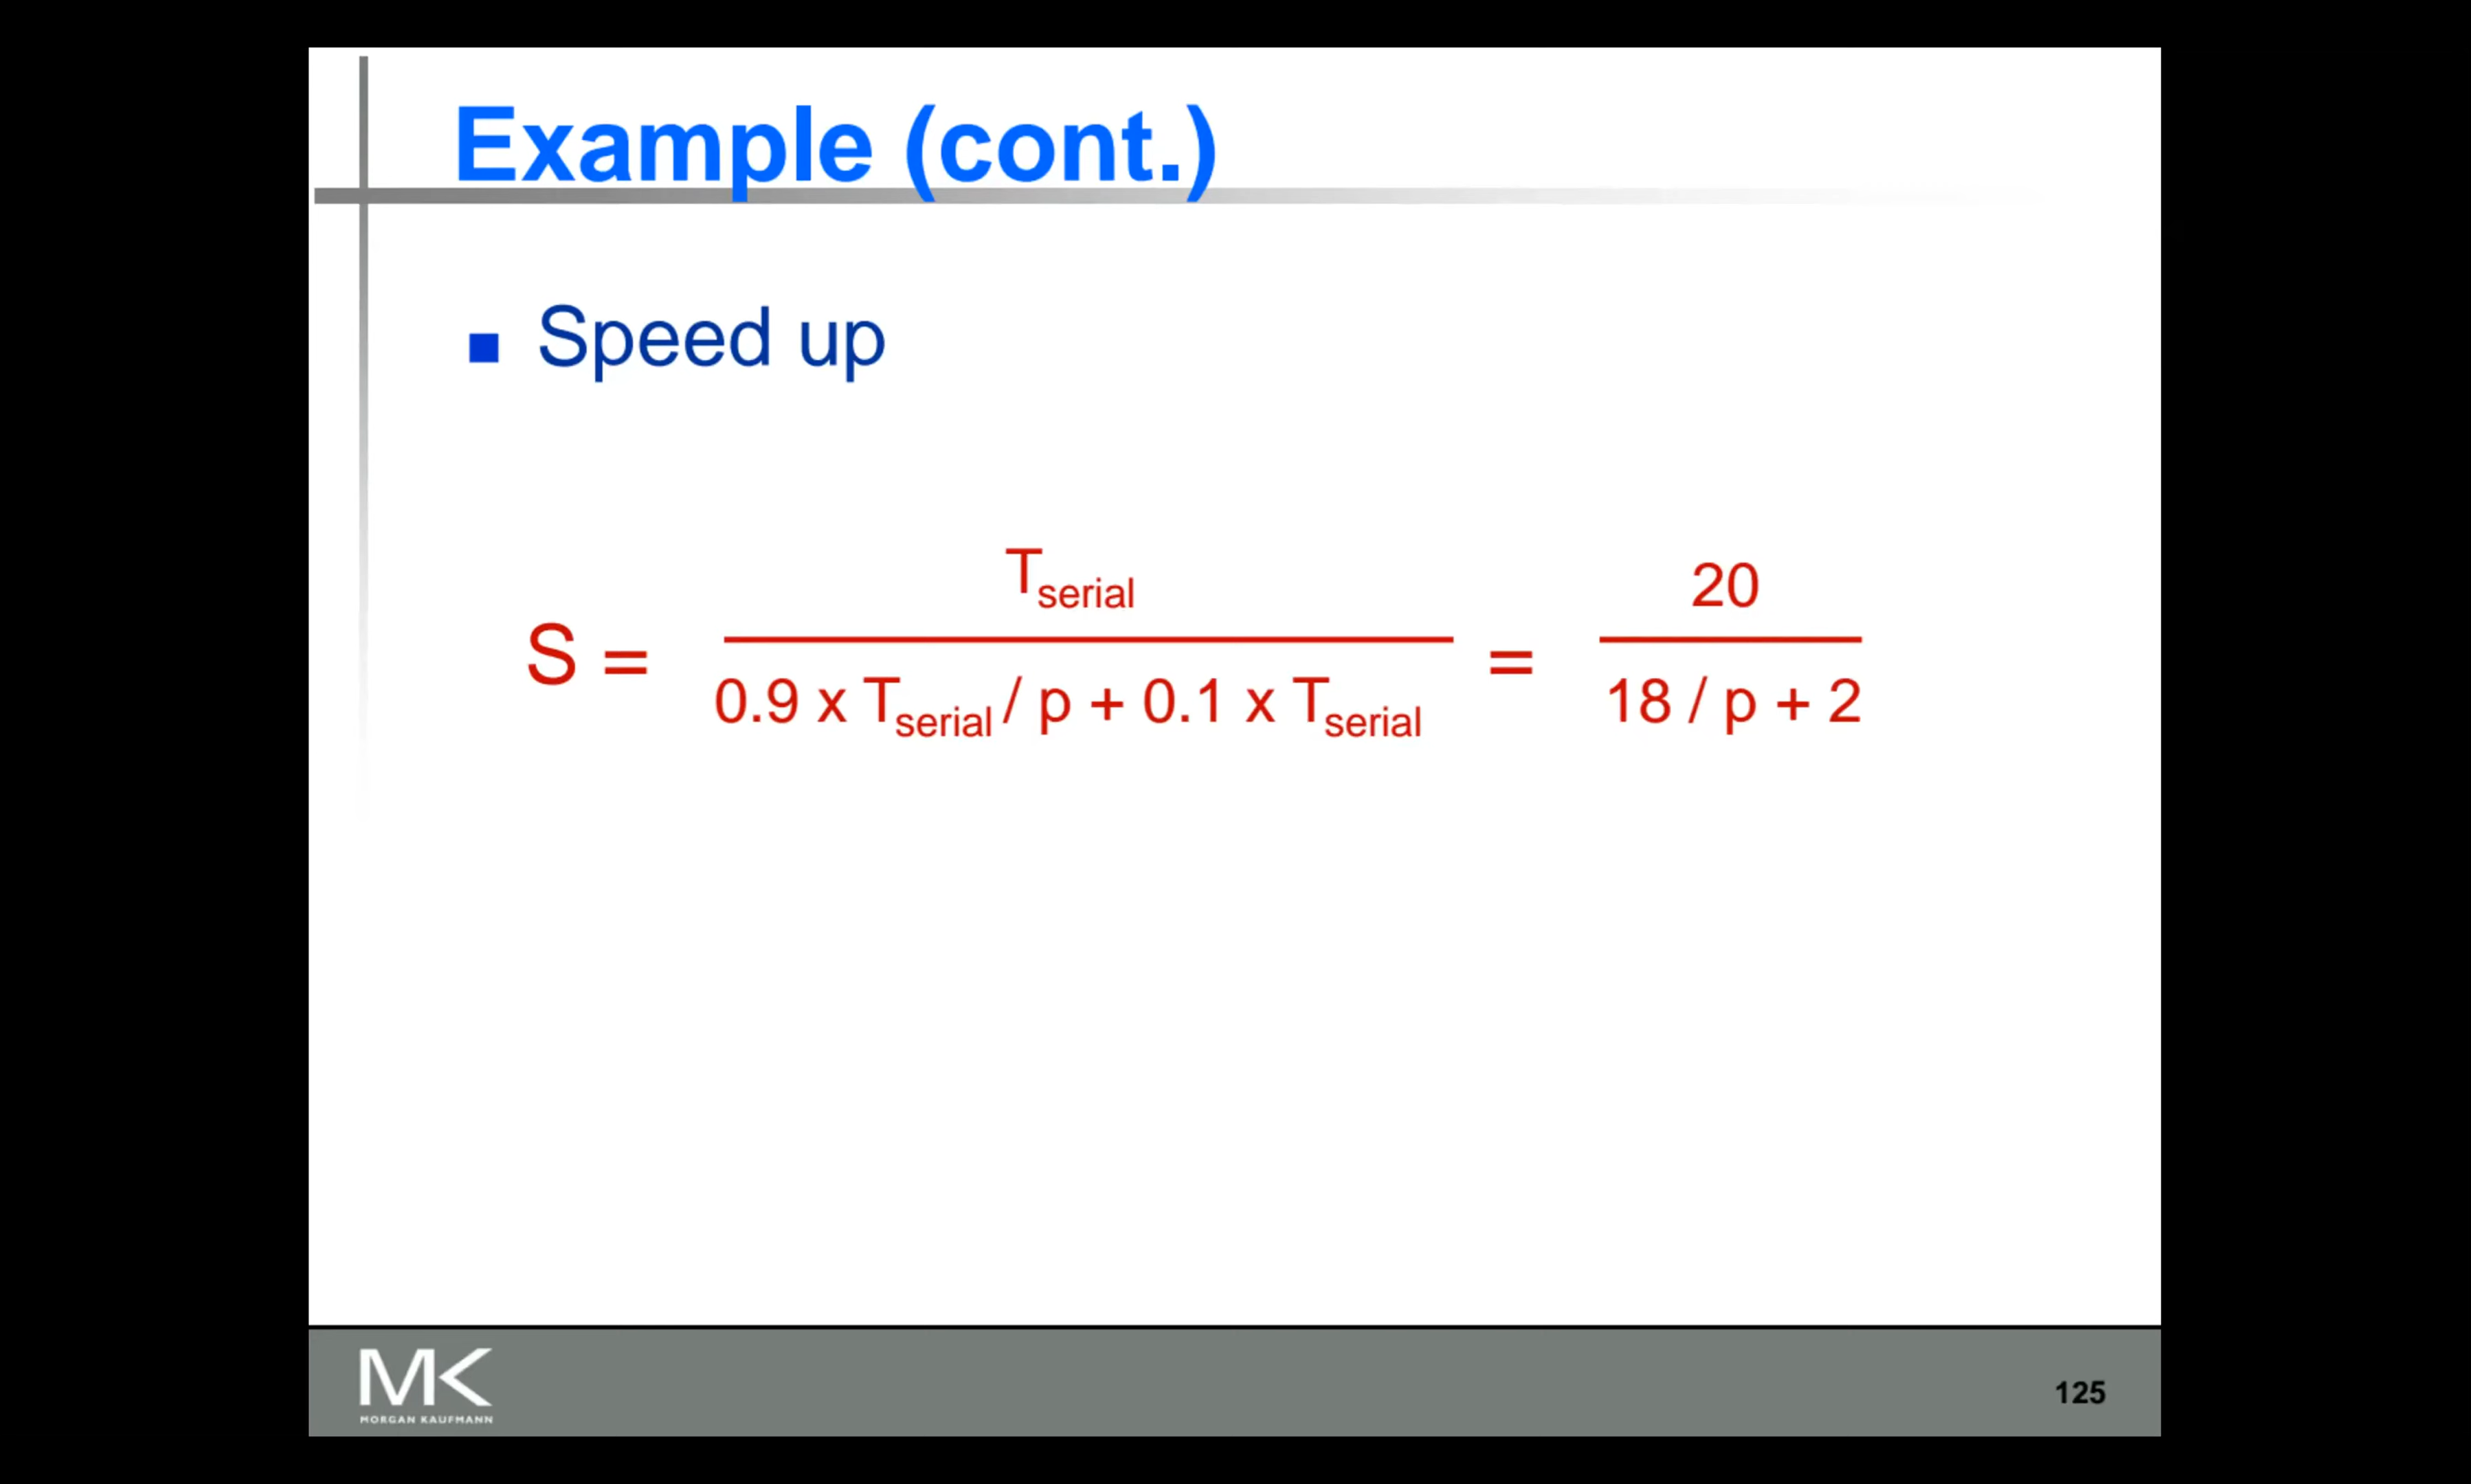 Example (cont.)
■ Speed up
S = T_serial / (0.9 x T_serial / p + 0.1 x T_serial) = 20 / (18 / p + 2)
MK
MORGAN KAUFMANN
125